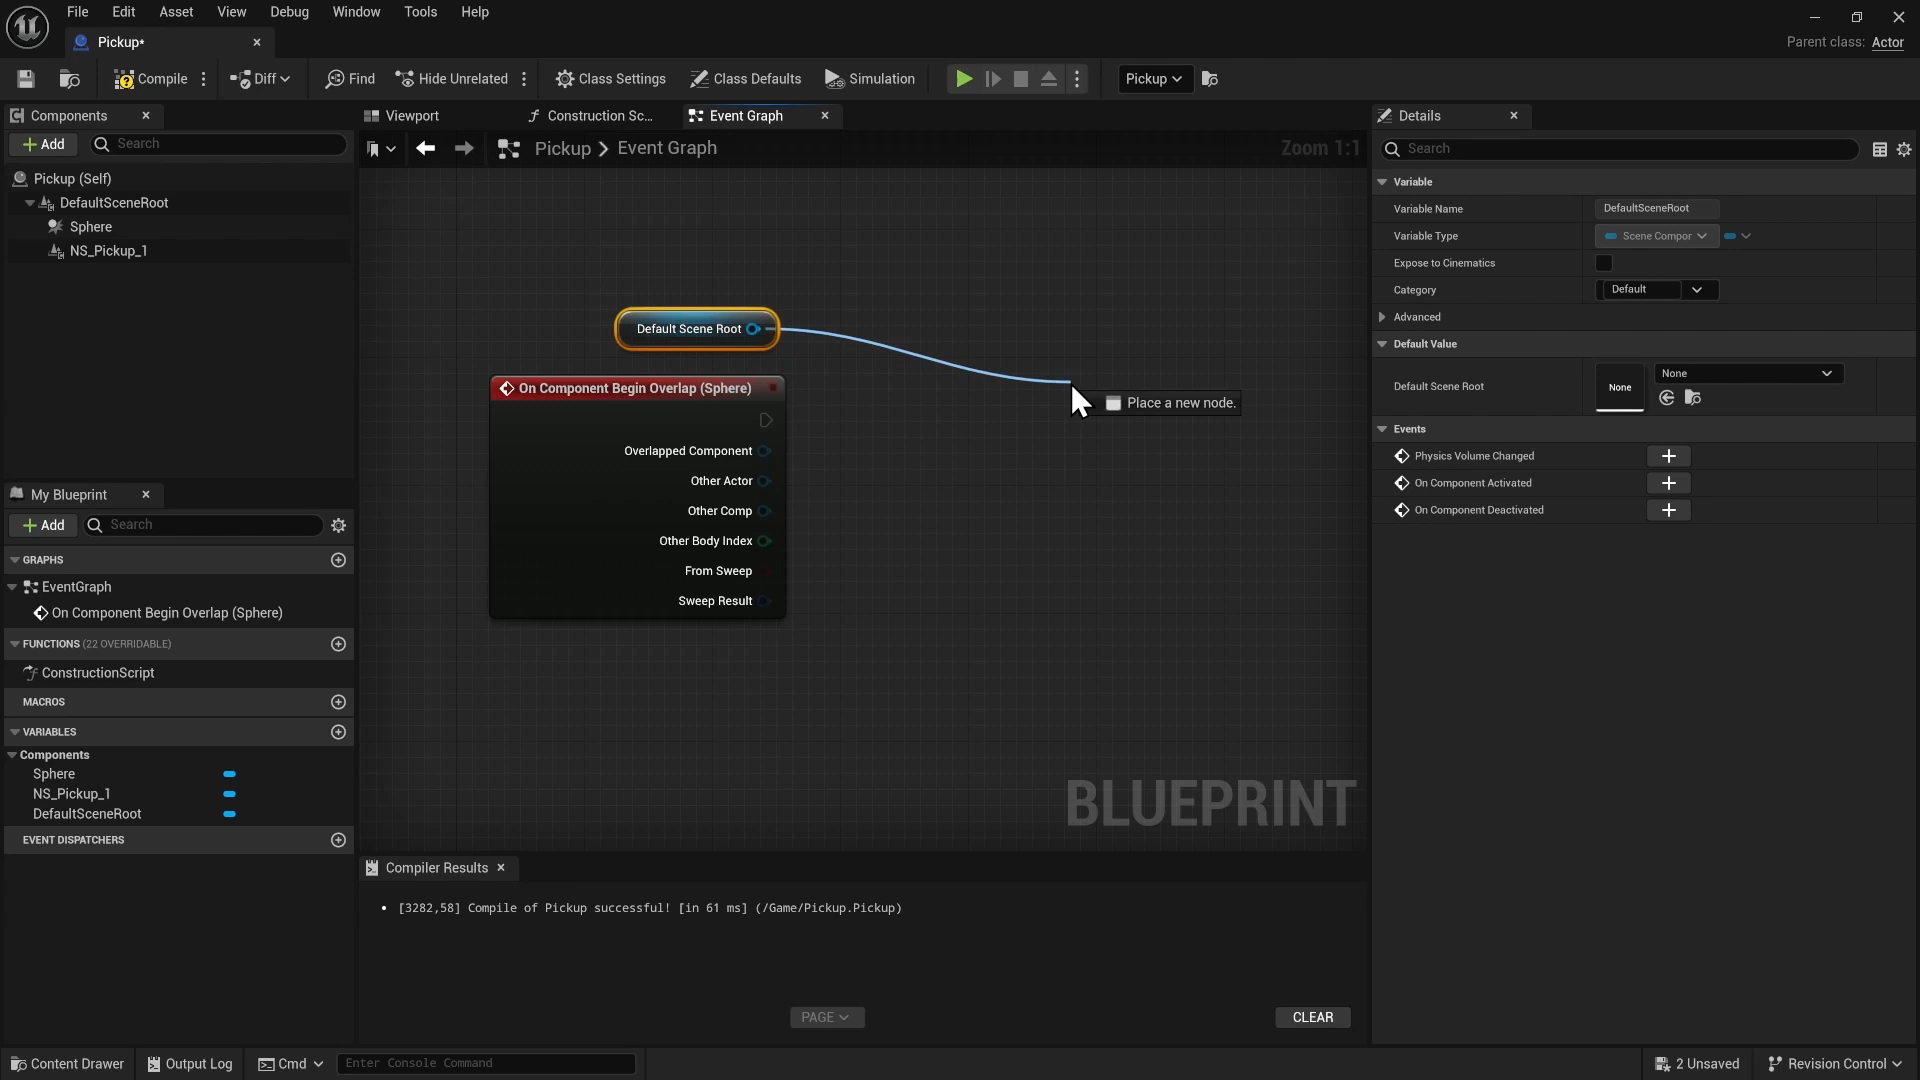 File Edit Asset View Debug Window Tools Help
Pickup*
Parent class: Actor
Compile Diff Find Hide Unrelated Class Settings Class Defaults Simulation Pickup
Components
Viewport Construction Sc... Event Graph
Details
Add Search
Pickup > Event Graph Zoom 1:1
Search
Pickup (Self)
DefaultSceneRoot
Sphere
NS_Pickup_1
My Blueprint
Add Search
GRAPHS
EventGraph
On Component Begin Overlap (Sphere)
FUNCTIONS (22 OVERRIDABLE)
ConstructionScript
MACROS
VARIABLES
Components
Sphere
NS_Pickup_1
DefaultSceneRoot
EVENT DISPATCHERS
Default Scene Root
On Component Begin Overlap (Sphere)
Overlapped Component
Other Actor
Other Comp
Other Body Index
From Sweep
Sweep Result
Place a new node.
BLUEPRINT
Variable
Variable Name DefaultSceneRoot
Variable Type Scene Compor
Expose to Cinematics
Category Default
Advanced
Default Value
Default Scene Root None None
Events
Physics Volume Changed
On Component Activated
On Component Deactivated
Compiler Results
[3282,58] Compile of Pickup successful! [in 61 ms] (/Game/Pickup.Pickup)
PAGE CLEAR
Content Drawer Output Log Cmd Enter Console Command 2 Unsaved Revision Control